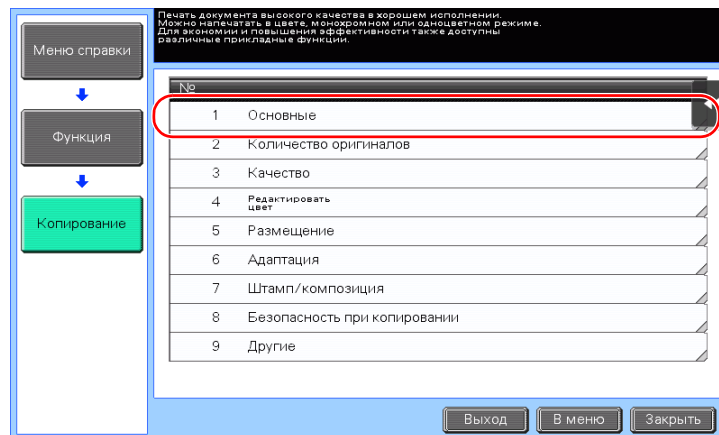 Печать документа высокого качества в хорошем исполнении.
Можно напечатать в цвете, монохромном или одноцветном режиме.
Для экономии и повышения эффективности также доступны
различные прикладные функции.
Меню справки
Функция
Копирование
№
1 Основные
2 Количество оригиналов
3 Качество
4 Редактировать
цвет
5 Размещение
6 Адаптация
7 Штамп/композиция
8 Безопасность при копировании
9 Другие
Выход В меню Закрыть